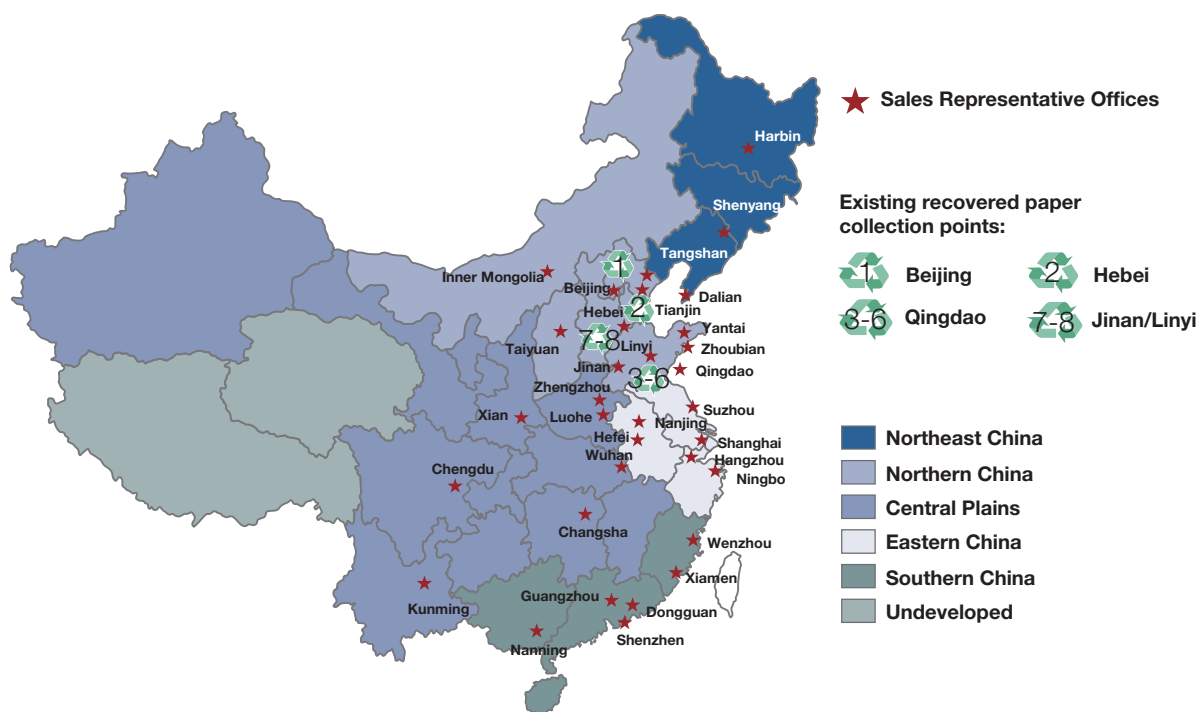 Sales Representative Offices
Existing recovered paper
collection points:
1 Beijing
2 Hebei
3-6 Qingdao
7-8 Jinan/Linyi
Northeast China
Northern China
Central Plains
Eastern China
Southern China
Undeveloped
Harbin
Shenyang
Tangshan
Inner Mongolia
1
Beijing
Dalian
2
Hebei
Tianjin
Yantai
7-8
Taiyuan
Linyi
Zhoubian
Jinan
3-6
Qingdao
Zhengzhou
Xian
Luohe
Suzhou
Nanjing
Hefei
Shanghai
Wuhan
Hangzhou
Chengdu
Ningbo
Changsha
Wenzhou
Xiamen
Guangzhou
Kunming
Dongguan
Shenzhen
Nanning